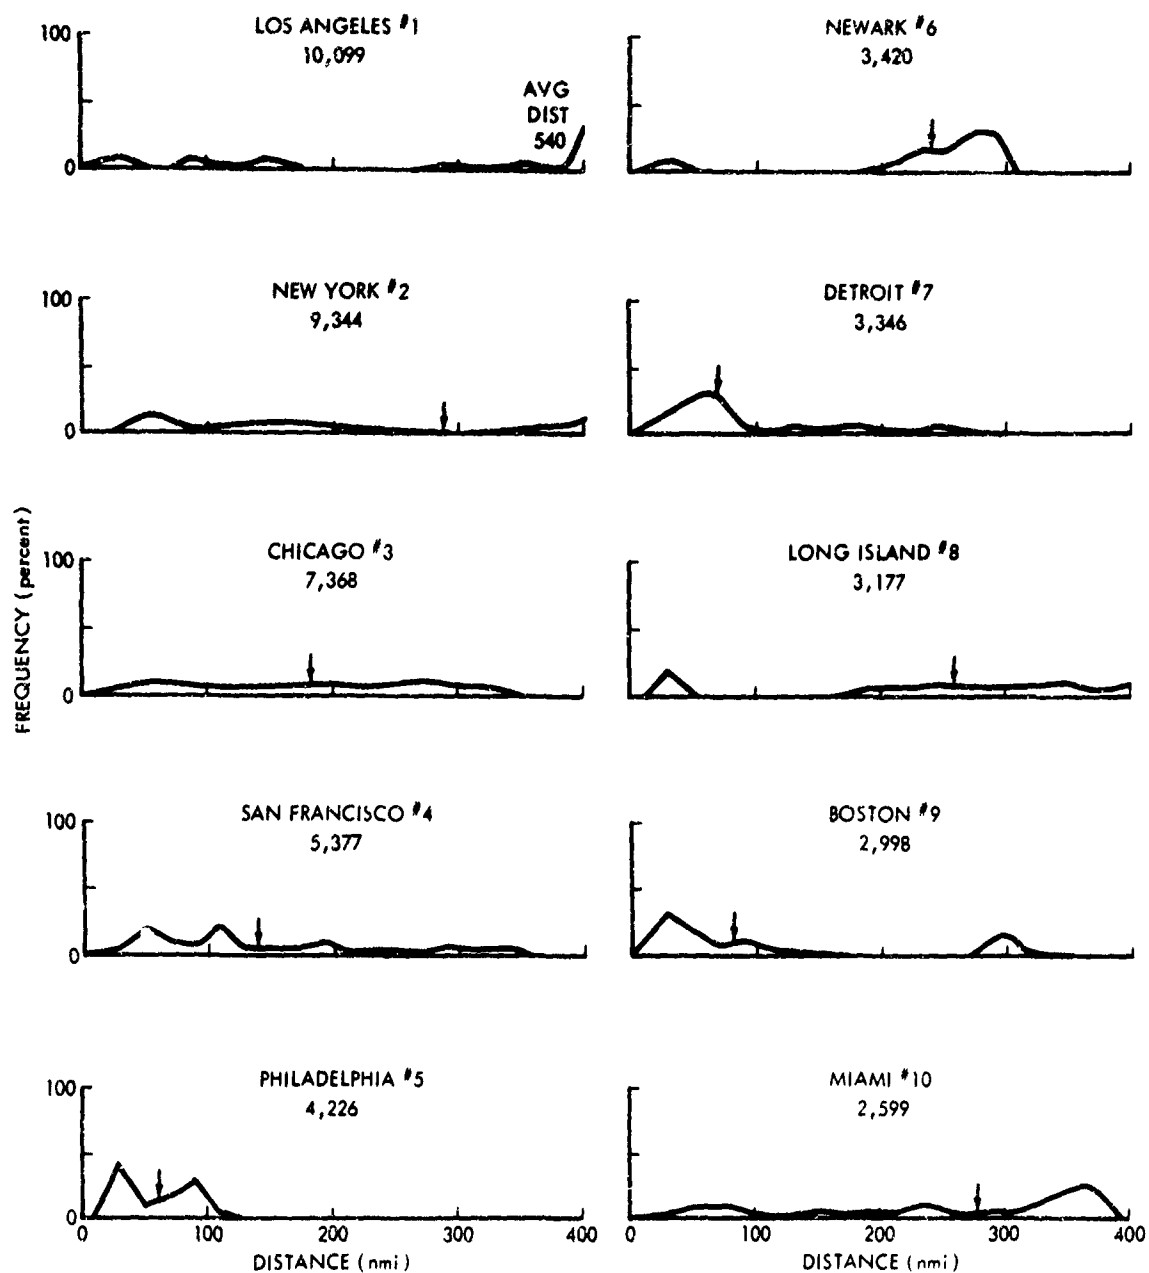 LOS ANGELES #1
10,099
AVG
DIST
540
100
0
NEWARK #6
3,420
NEW YORK #2
9,344
100
0
DETROIT #7
3,346
FREQUENCY (percent)
CHICAGO #3
7,368
100
0
LONG ISLAND #8
3,177
SAN FRANCISCO #4
5,377
100
0
BOSTON #9
2,998
PHILADELPHIA #5
4,226
100
0
0 100 200 300 400
DISTANCE (nmi)
MIAMI #10
2,599
0 100 200 300 400
DISTANCE (nmi)